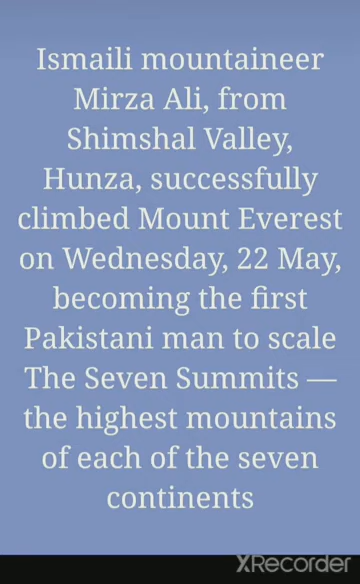 Ismaili mountaineer
Mirza Ali, from
Shimshal Valley,
Hunza, successfully
climbed Mount Everest
on Wednesday, 22 May,
becoming the first
Pakistani man to scale
The Seven Summits —
the highest mountains
of each of the seven
continents
XRecorder